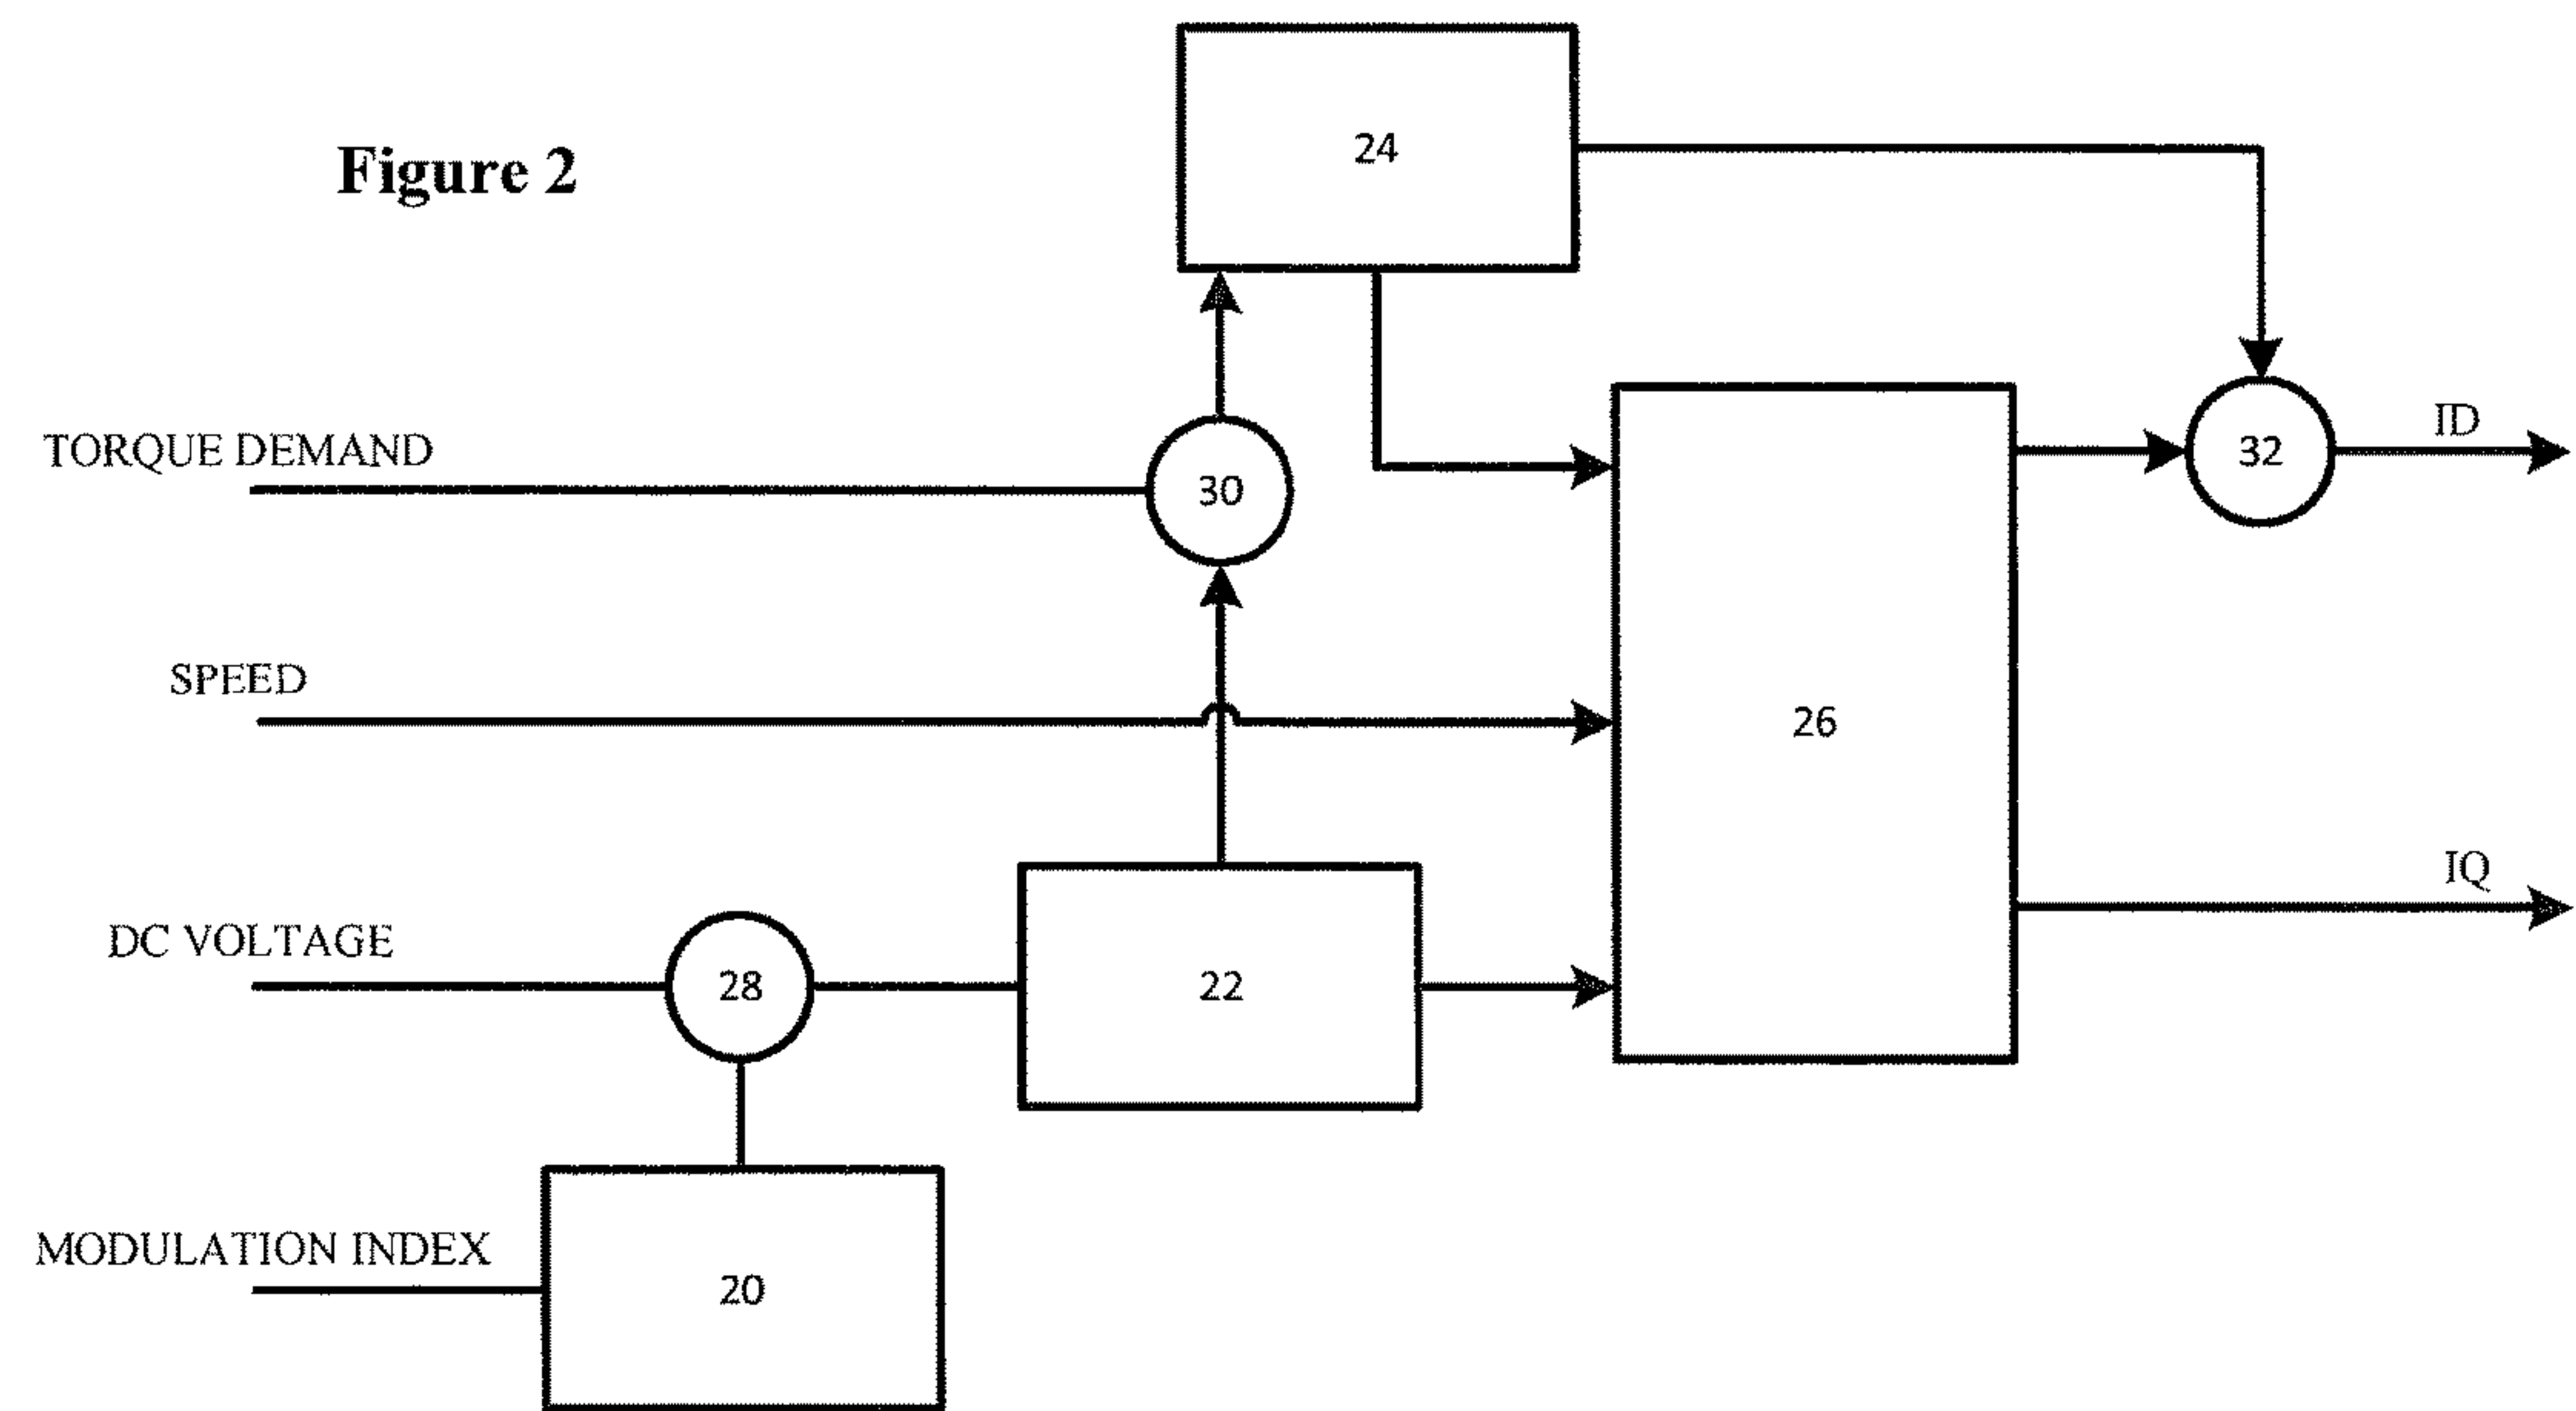 Figure 2
24
TORQUE DEMAND
30
32
ID
SPEED
26
DC VOLTAGE
28
22
IQ
MODULATION INDEX
20